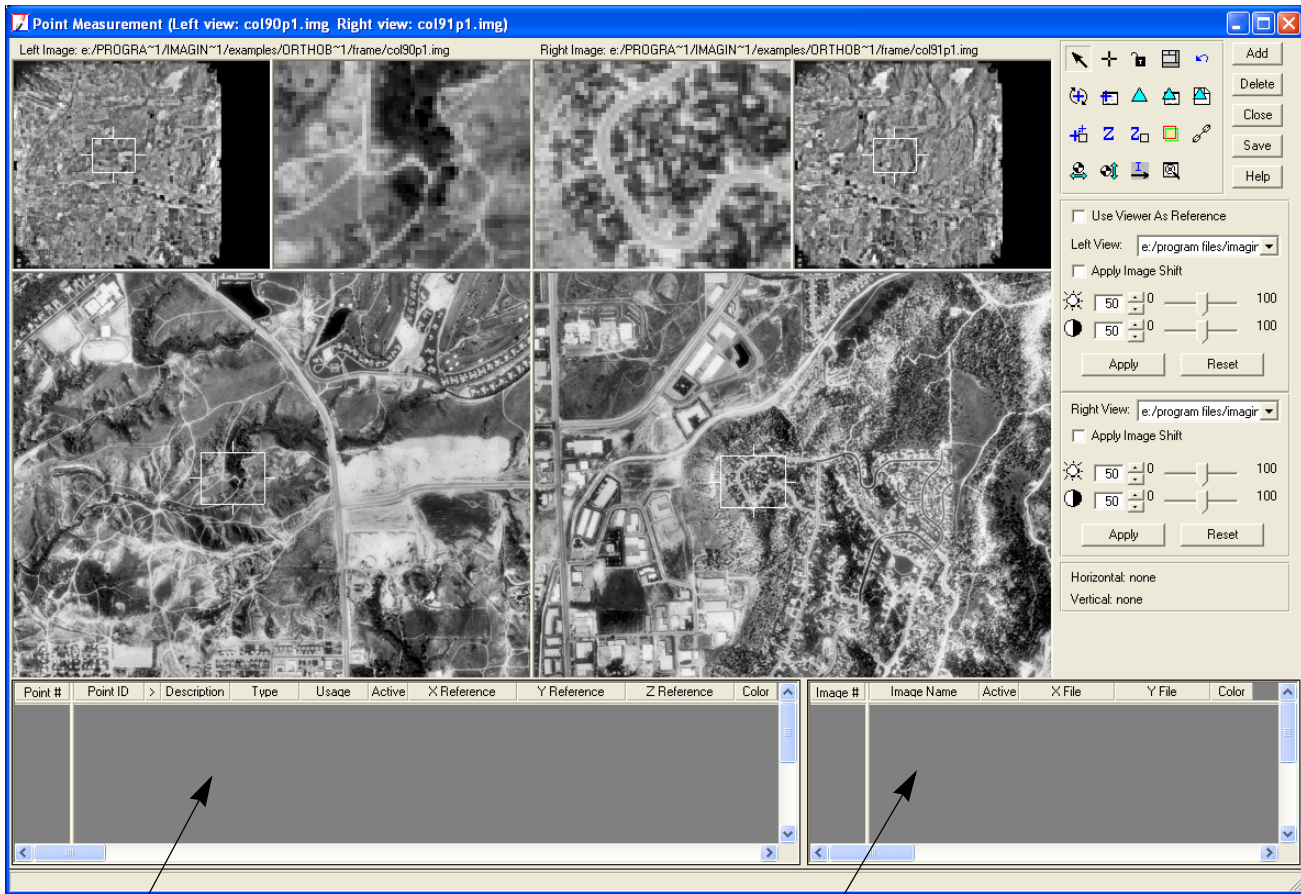 Point Measurement (Left view: col90p1.img Right view: col91p1.img)
Left Image: e:/PROGRA~1/IMAGIN~1/examples/ORTHOB~1/frame/col90p1.img
Right Image: e:/PROGRA~1/IMAGIN~1/examples/ORTHOB~1/frame/col91p1.img
Add
Delete
Close
Save
Help
Z
Z
I
Use Viewer As Reference
Left View: e:/program files/imagin
Apply Image Shift
50 0 100
50 0 100
Apply Reset
Right View: e:/program files/imagin
Apply Image Shift
50 0 100
50 0 100
Apply Reset
Horizontal: none
Vertical: none
Point # Point ID > Description Type Usage Active X Reference Y Reference Z Reference Color
Image # Image Name Active X File Y File Color